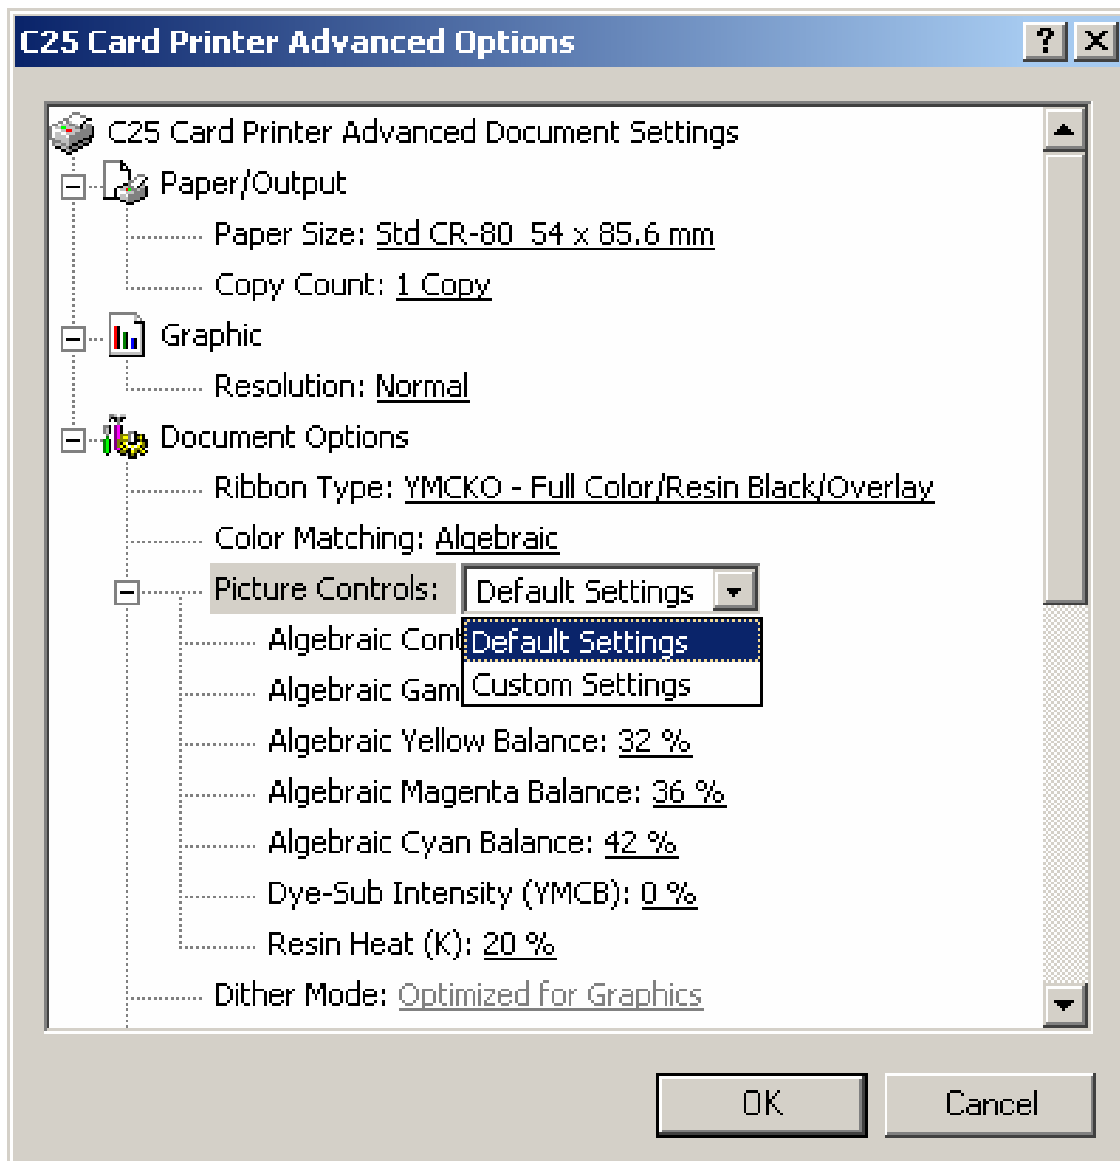 C25 Card Printer Advanced Options
C25 Card Printer Advanced Document Settings
Paper/Output
Paper Size: Std CR-80 54 x 85.6 mm
Copy Count: 1 Copy
Graphic
Resolution: Normal
Document Options
Ribbon Type: YMCKO - Full Color/Resin Black/Overlay
Color Matching: Algebraic
Picture Controls: Default Settings
Algebraic Cont
Default Settings
Algebraic Gam
Custom Settings
Algebraic Yellow Balance: 32 %
Algebraic Magenta Balance: 36 %
Algebraic Cyan Balance: 42 %
Dye-Sub Intensity (YMCB): 0 %
Resin Heat (K): 20 %
Dither Mode: Optimized for Graphics
OK Cancel